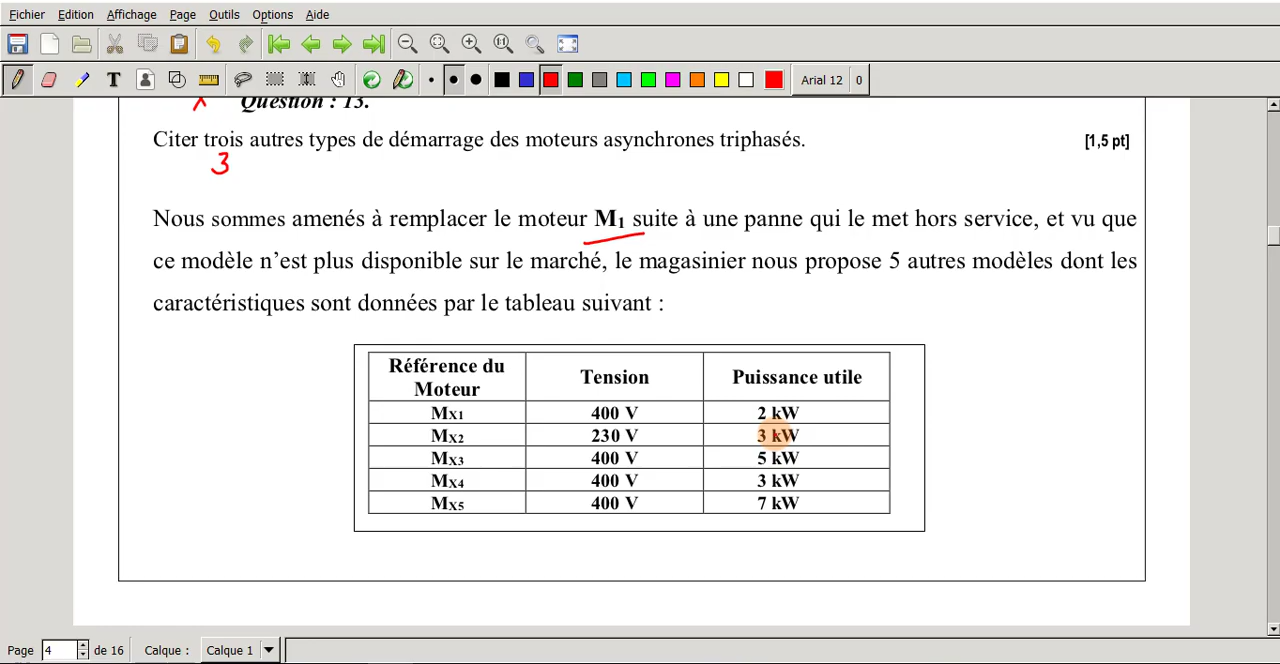 Fichier Edition Affichage Page Outils Options Aide
Arial 12 0
Question : 13.
Citer trois autres types de démarrage des moteurs asynchrones triphasés. [1,5 pt]
3
Nous sommes amenés à remplacer le moteur M1 suite à une panne qui le met hors service, et vu que
ce modèle n’est plus disponible sur le marché, le magasinier nous propose 5 autres modèles dont les
caractéristiques sont données par le tableau suivant :
Référence du
Moteur Tension Puissance utile
MX1 400 V 2 kW
MX2 230 V 3 kW
MX3 400 V 5 kW
MX4 400 V 3 kW
MX5 400 V 7 kW
Page 4 de 16 Calque : Calque 1